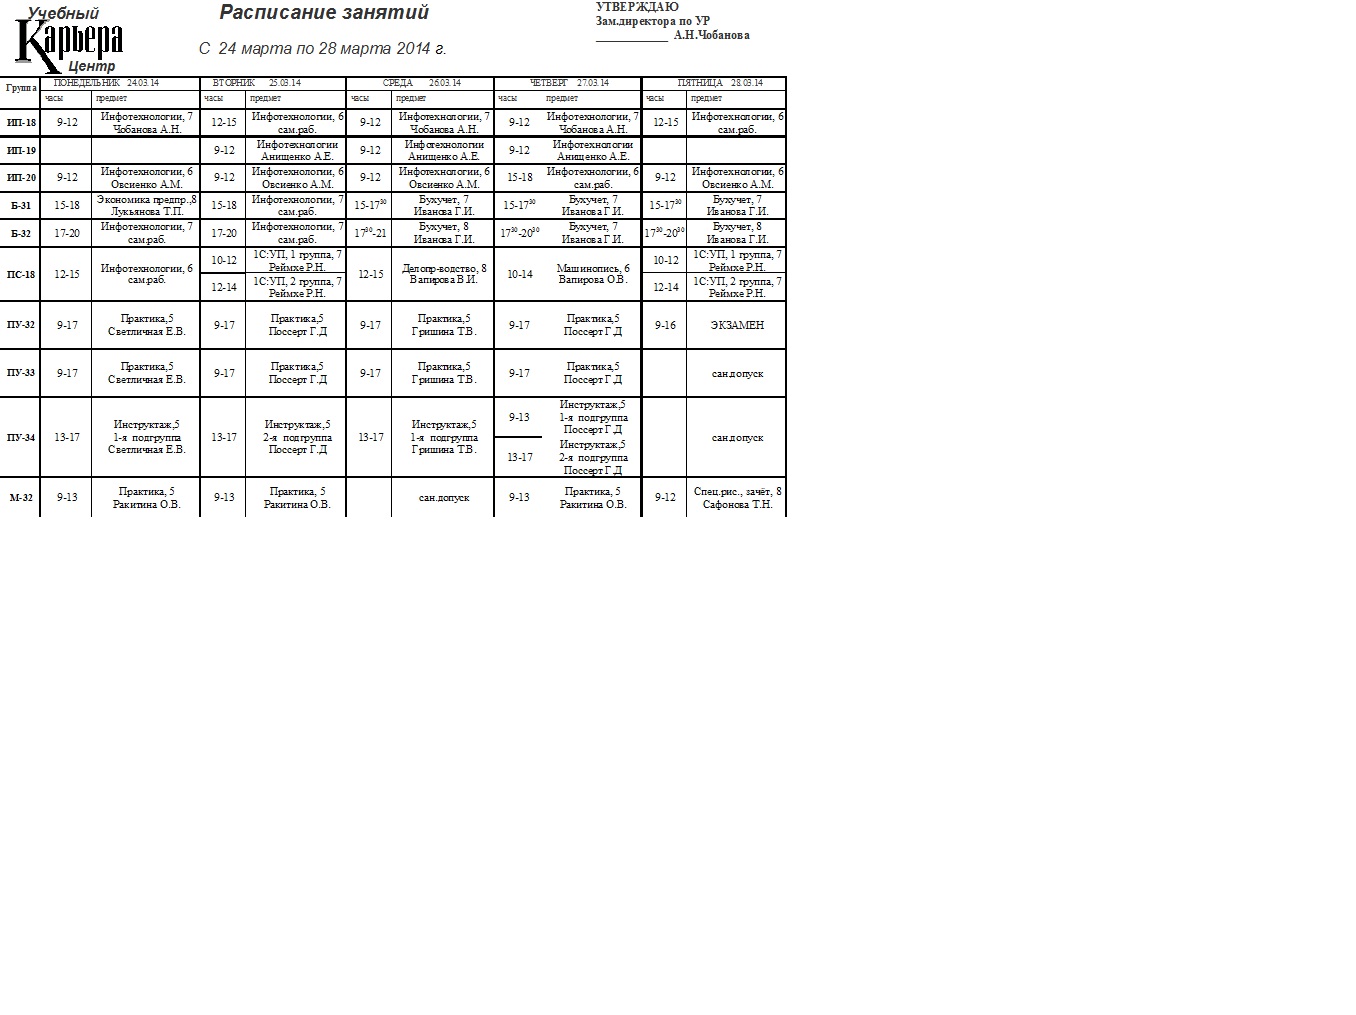 Учебный
Карьера
Центр
Расписание занятий
С 24 марта по 28 марта 2014 г.
УТВЕРЖДАЮ
Зам.директора по УР
____________ А.Н.Чобанова
Группа ПОНЕДЕЛЬНИК 24.03.14 ВТОРНИК 25.03.14 СРЕДА 26.03.14 ЧЕТВЕРГ 27.03.14 ПЯТНИЦА 28.03.14
часы предмет часы предмет часы предмет часы предмет часы предмет
ИП-18
9-12
Инфотехнологии, 7
Чобанова А.Н.
12-15
Инфотехнологии, 6
сам.раб.
9-12
Инфотехнологии, 7
Чобанова А.Н.
9-12
Инфотехнологии, 7
Чобанова А.Н.
12-15
Инфотехнологии, 6
сам.раб.
ИП-19
9-12
Инфотехнологии
Анищенко А.Е.
9-12
Инфотехнологии
Анищенко А.Е.
9-12
Инфотехнологии
Анищенко А.Е.
ИП-20
9-12
Инфотехнологии, 6
Овсиенко А.М.
9-12
Инфотехнологии, 6
Овсиенко А.М.
9-12
Инфотехнологии, 6
Овсиенко А.М.
15-18
Инфотехнологии, 6
сам.раб.
9-12
Инфотехнологии, 6
Овсиенко А.М.
Б-31
15-18
Экономика предпр.,8
Лукьянова Т.П.
15-18
Инфотехнологии, 7
сам.раб.
15-17³⁰
Бухучет, 7
Иванова Г.И.
15-17³⁰
Бухучет, 7
Иванова Г.И.
15-17³⁰
Бухучет, 7
Иванова Г.И.
Б-32
17-20
Инфотехнологии, 7
сам.раб.
17-20
Инфотехнологии, 7
сам.раб.
17³⁰-21
Бухучет, 8
Иванова Г.И.
17³⁰-20³⁰
Бухучет, 7
Иванова Г.И.
17³⁰-20³⁰
Бухучет, 8
Иванова Г.И.
ПС-18
12-15
Инфотехнологии, 6
сам.раб.
10-12
1С:УП, 1 группа, 7
Реймхе Р.Н.
12-14
1С:УП, 2 группа, 7
Реймхе Р.Н.
12-15
Делопр-водство, 8
Вапирова В.И.
10-14
Машинопись, 6
Вапирова О.В.
10-12
1С:УП, 1 группа, 7
Реймхе Р.Н.
12-14
1С:УП, 2 группа, 7
Реймхе Р.Н.
ПУ-32
9-17
Практика,5
Светличная Е.В.
9-17
Практика,5
Поссерт Г.Д
9-17
Практика,5
Гришина Т.В.
9-17
Практика,5
Поссерт Г.Д
9-16
ЭКЗАМЕН
ПУ-33
9-17
Практика,5
Светличная Е.В.
9-17
Практика,5
Поссерт Г.Д
9-17
Практика,5
Гришина Т.В.
9-17
Практика,5
Поссерт Г.Д
сан.допуск
ПУ-34
13-17
Инструктаж,5
1-я подгруппа
Светличная Е.В.
13-17
Инструктаж,5
2-я подгруппа
Поссерт Г.Д
13-17
Инструктаж,5
1-я подгруппа
Гришина Т.В.
9-13
Инструктаж,5
1-я подгруппа
Поссерт Г.Д
13-17
Инструктаж,5
2-я подгруппа
Поссерт Г.Д
сан.допуск
М-32
9-13
Практика, 5
Ракитина О.В.
9-13
Практика, 5
Ракитина О.В.
сан.допуск
9-13
Практика, 5
Ракитина О.В.
9-12
Спец.рис., зачёт, 8
Сафонова Т.Н.